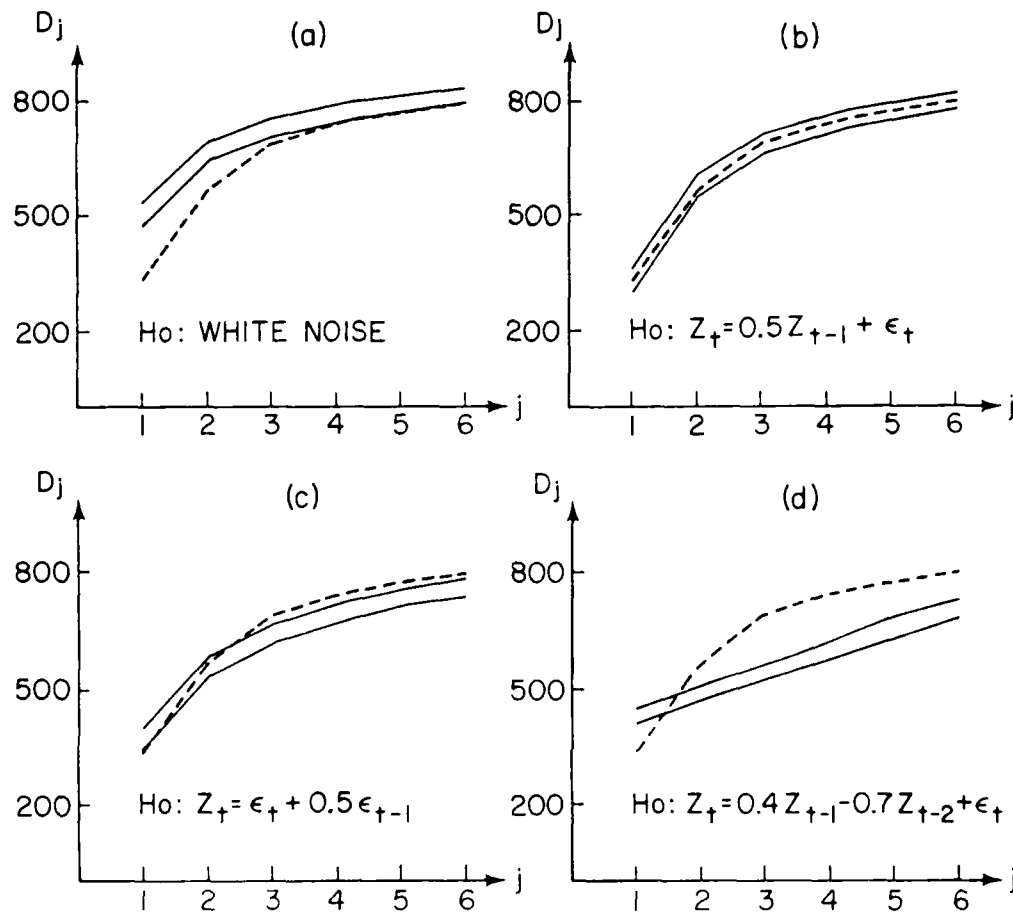 (a)
Dj
800
500
200
Ho: WHITE NOISE
1 2 3 4 5 6 j
(b)
Dj
800
500
200
Ho: Zt = 0.5 Zt-1 + εt
1 2 3 4 5 6 j
(c)
Dj
800
500
200
Ho: Zt = εt + 0.5 εt-1
1 2 3 4 5 6 j
(d)
Dj
800
500
200
Ho: Zt = 0.4 Zt-1 - 0.7 Zt-2 + εt
1 2 3 4 5 6 j